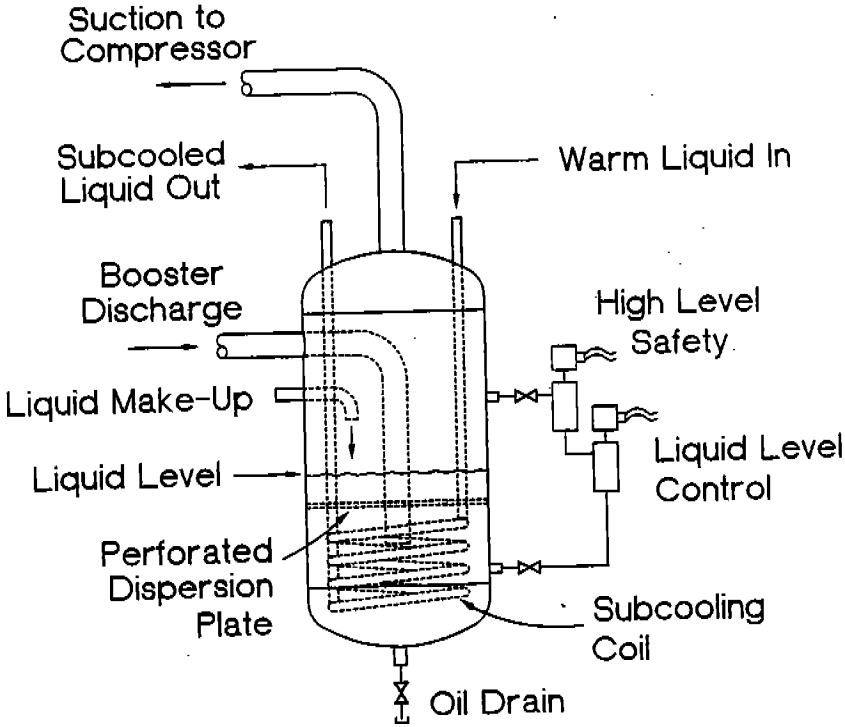 Suction to
Compressor
Subcooled
Liquid Out
Warm Liquid In
Booster
Discharge
High Level
Safety
Liquid Make-Up
Liquid Level
Control
Liquid Level
Perforated
Dispersion
Plate
Subcooling
Coil
Oil Drain